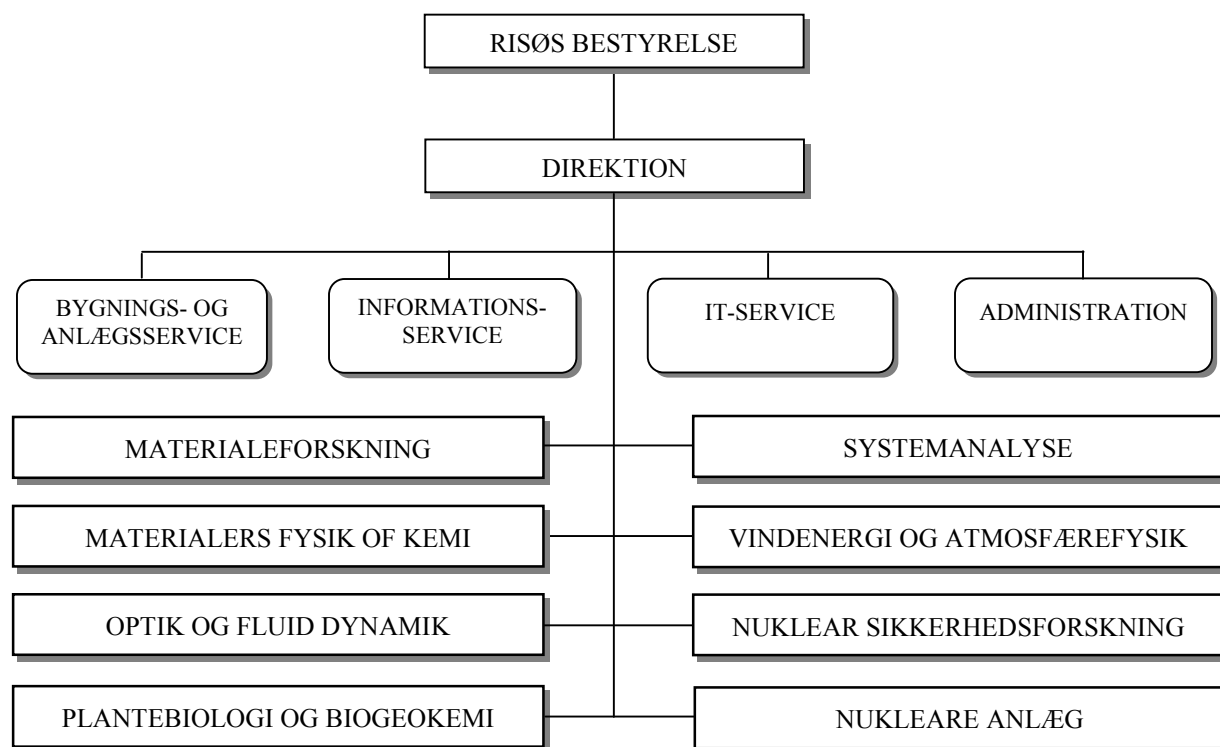 RISØS BESTYRELSE
DIREKTION
BYGNINGS- OG
ANLÆGSSERVICE
INFORMATIONS-
SERVICE
IT-SERVICE
ADMINISTRATION
MATERIALEFORSKNING
SYSTEMANALYSE
MATERIALERS FYSIK OF KEMI
VINDENERGI OG ATMOSFÆREFYSIK
OPTIK OG FLUID DYNAMIK
NUKLEAR SIKKERHEDSFORSKNING
PLANTEBIOLOGI OG BIOGEOKEMI
NUKLEARE ANLÆG